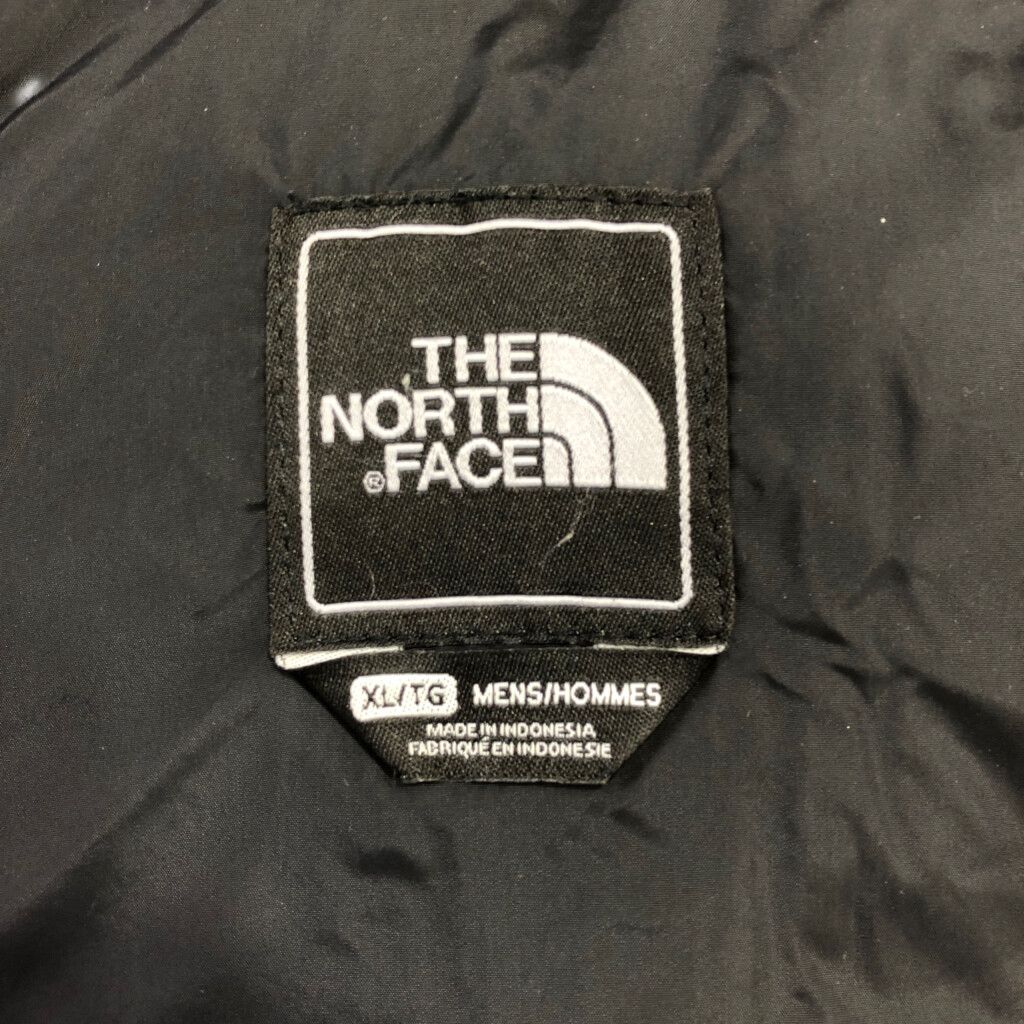 THE
NORTH
®FACE
XL/TG MENS/HOMMES
MADE IN INDONESIA
FABRIQUÉ EN INDONESIE